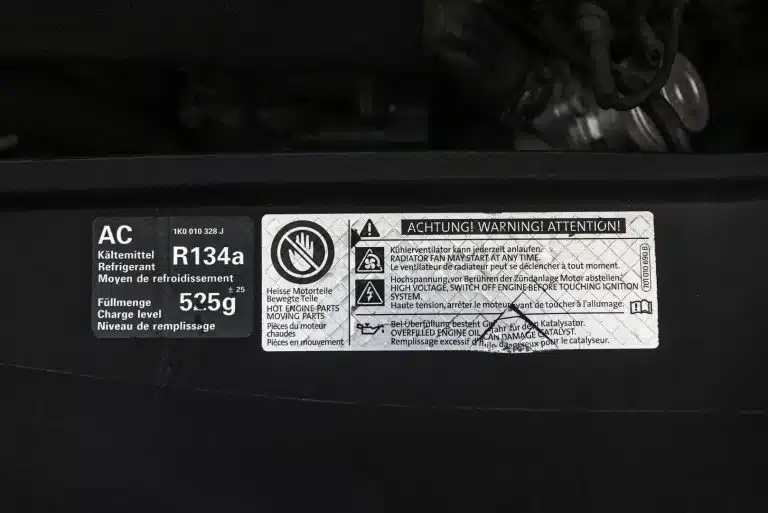 AC
1K0 010 328 J
Kältemittel
Refrigerant
R134a
Moyen de refroidissement
± 25
Füllmenge
Charge level
525g
Niveau de remplissage
Heisse Motorteile
Bewegte Teile
HOT ENGINE PARTS
MOVING PARTS
Pièces du moteur
chaudes
Pièces en mouvement
ACHTUNG! WARNING! ATTENTION!
Kühlerventilator kann jederzeit anlaufen.
RADIATOR FAN MAY START AT ANY TIME.
Le ventilateur de radiateur peut se déclencher à tout moment.
Hochspannung, vor Berühren der Zündanlage Motor abstellen.
HIGH VOLTAGE, SWITCH OFF ENGINE BEFORE TOUCHING IGNITION
SYSTEM.
Haute tension, arrêter le moteur avant de toucher à l'allumage.
Bei Überfüllung besteht Gefahr für den Katalysator.
OVERFILLED ENGINE OIL CAN DAMAGE CATALYST.
Remplissage excessif d'huile dangereux pour le catalyseur.